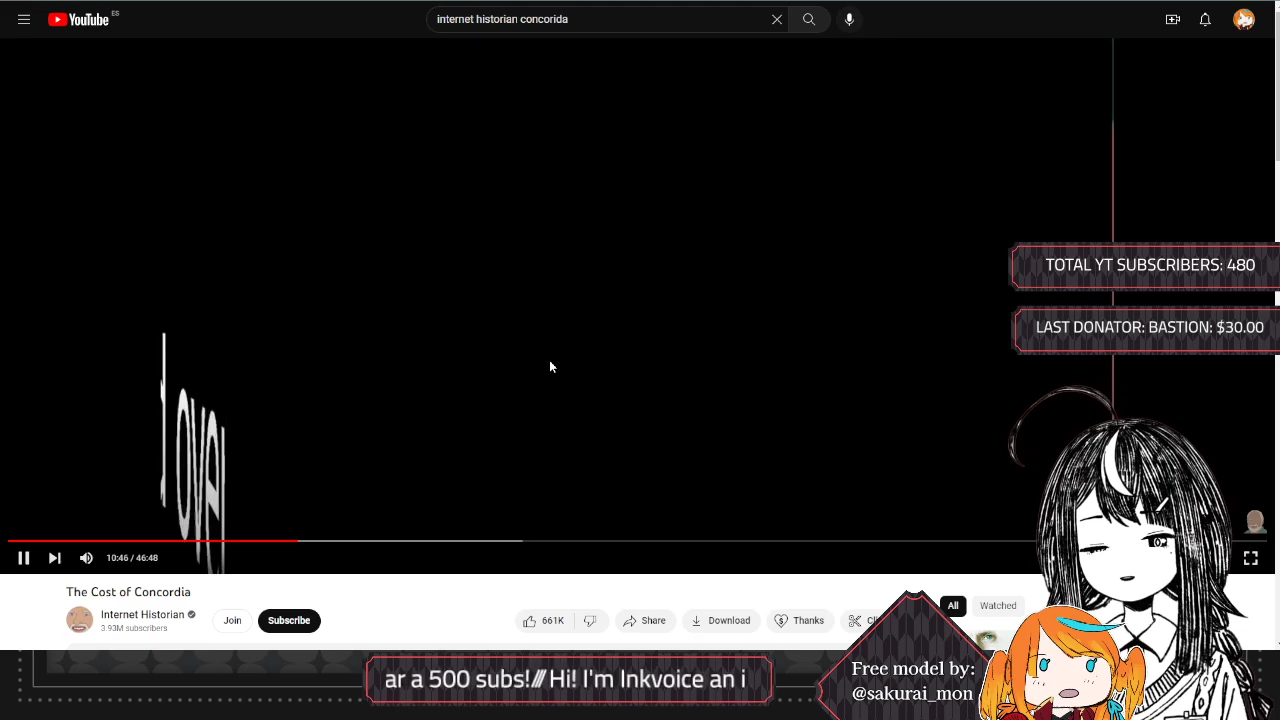 YouTube ES
internet historian concorida
TOTAL YT SUBSCRIBERS: 480
LAST DONATOR: BASTION: $30.00
10:46 / 46:48
The Cost of Concordia
Internet Historian
3.93M subscribers
Join
Subscribe
661K
Share
Download
Thanks
All
Watched
Free model by:
@sakurai_mon
ar a 500 subs!///Hi! I'm Inkvoice an i